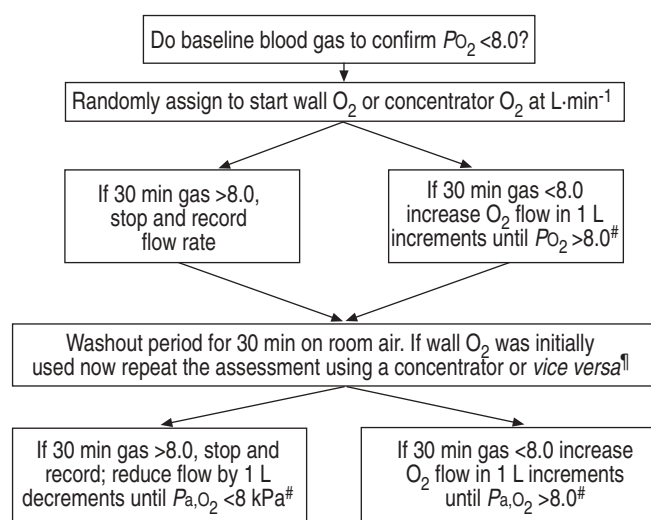 Do baseline blood gas to confirm PO₂ <8.0?
Randomly assign to start wall O₂ or concentrator O₂ at L·min⁻¹
If 30 min gas >8.0,
stop and record
flow rate
If 30 min gas <8.0
increase O₂ flow in 1 L
increments until PO₂ >8.0#
Washout period for 30 min on room air. If wall O₂ was initially
used now repeat the assessment using a concentrator or vice versa¶
If 30 min gas >8.0, stop and
record; reduce flow by 1 L
decrements until Pa,O₂ <8 kPa#
If 30 min gas <8.0 increase
O₂ flow in 1 L increments
until Pa,O₂ >8.0#